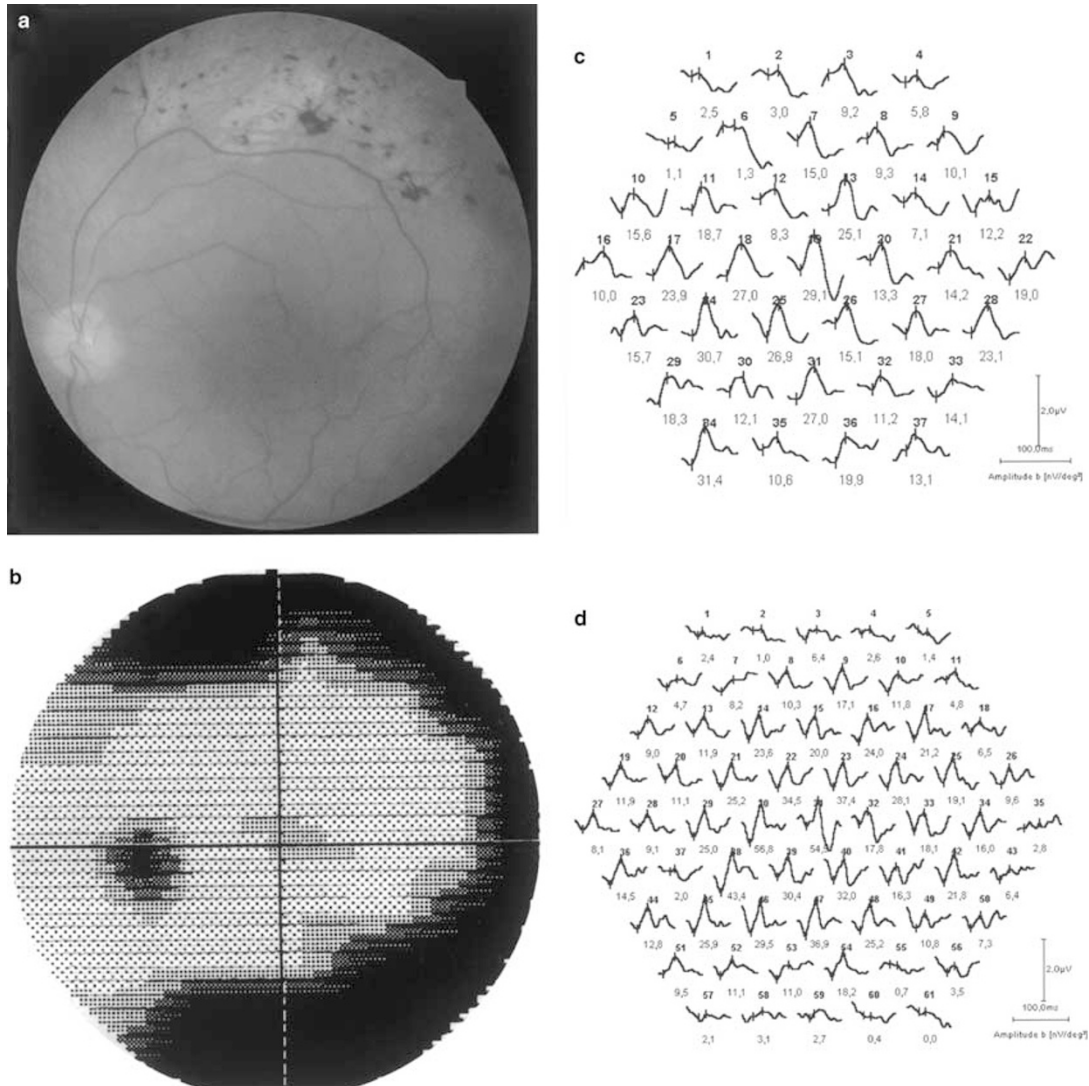 a
c
1 2 3 4
2,5 3,0 9,2 5,8
5 6 7 8 9
1,1 1,3 15,0 9,3 10,1
10 11 12 13 14 15
15,6 18,7 8,3 25,1 7,1 12,2
16 17 18 19 20 21 22
10,0 23,9 27,0 29,1 13,3 14,2 19,0
23 24 25 26 27 28
15,7 30,7 26,9 15,1 18,0 23,1
29 30 31 32 33
18,3 12,1 27,0 11,2 14,1
34 35 36 37
31,4 10,6 19,9 13,1
2,0µV
100,0ms
Amplitude b [nV/deg²]
b
d
1 2 3 4 5
2,4 1,0 6,4 2,6 1,4
6 7 8 9 10 11
4,7 8,2 10,3 17,1 11,8 4,8
12 13 14 15 16 17 18
9,0 11,9 23,6 20,0 24,0 21,2 6,5
19 20 21 22 23 24 25 26
11,9 11,1 25,2 34,5 37,4 28,1 19,1 9,6
27 28 29 30 31 32 33 34 35
8,1 9,1 25,0 56,8 17,8 18,1 16,0 2,8
36 37 38 39 40 41 42 43
14,5 2,0 43,4 30,4 32,0 16,3 21,8 6,4
44 45 46 47 48 49 50
12,8 25,9 29,5 36,9 25,2 10,8 7,3
51 52 53 54 55 56
9,5 11,1 11,0 18,2 0,7 3,5
57 58 59 60 61
2,1 3,1 2,7 0,4 0,0
2,0µV
100,0ms
Amplitude b [nV/deg²]